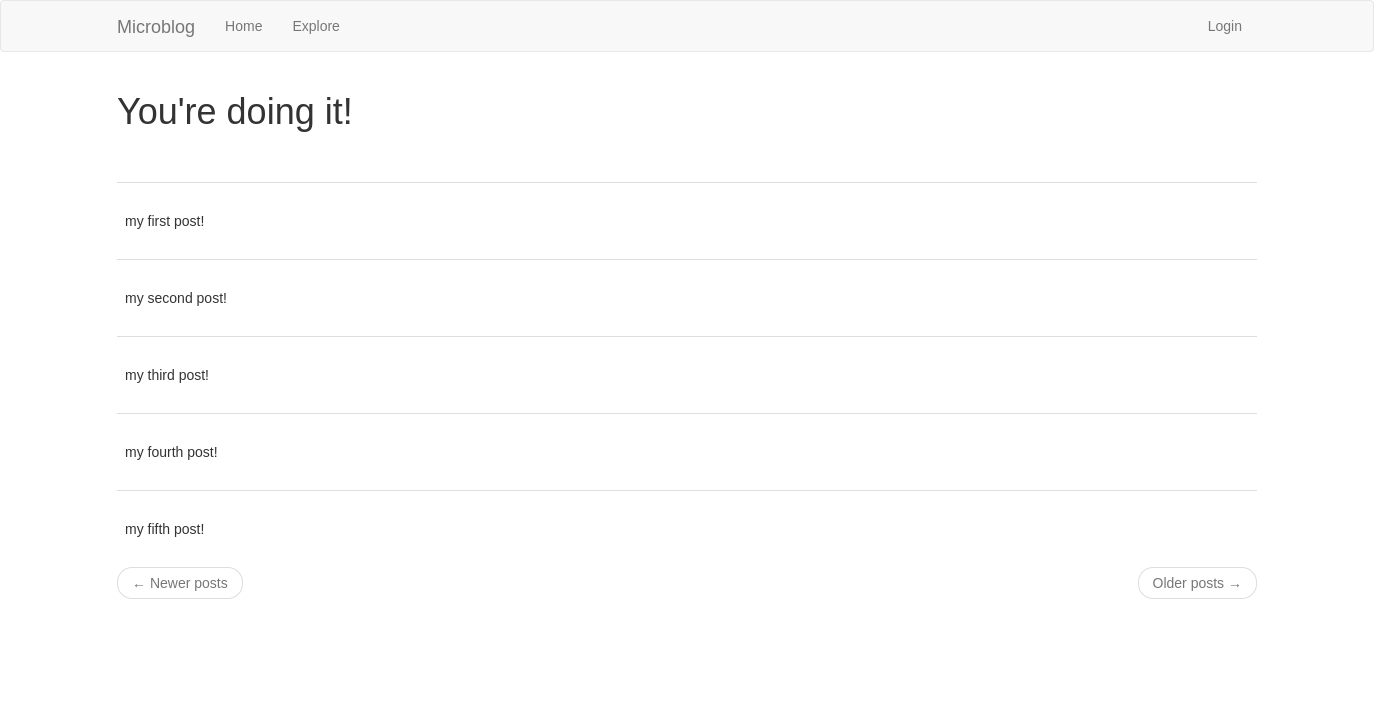 Microblog Home Explore Login
You're doing it!
my first post!
my second post!
my third post!
my fourth post!
my fifth post!
← Newer posts Older posts →